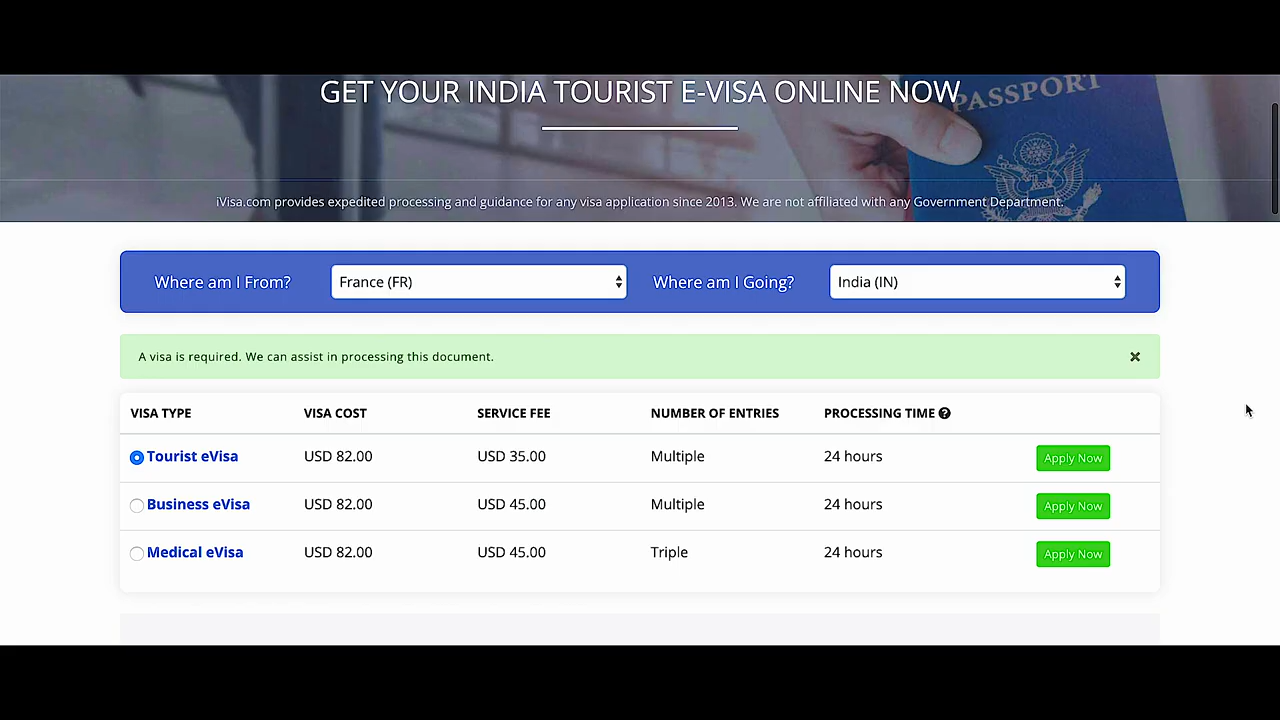 GET YOUR INDIA TOURIST E-VISA ONLINE NOW
PASSPORT
iVisa.com provides expedited processing and guidance for any visa application since 2013. We are not affiliated with any Government Department.
Where am I From? France (FR) Where am I Going? India (IN)
A visa is required. We can assist in processing this document.
VISA TYPE VISA COST SERVICE FEE NUMBER OF ENTRIES PROCESSING TIME
Tourist eVisa USD 82.00 USD 35.00 Multiple 24 hours Apply Now
Business eVisa USD 82.00 USD 45.00 Multiple 24 hours Apply Now
Medical eVisa USD 82.00 USD 45.00 Triple 24 hours Apply Now